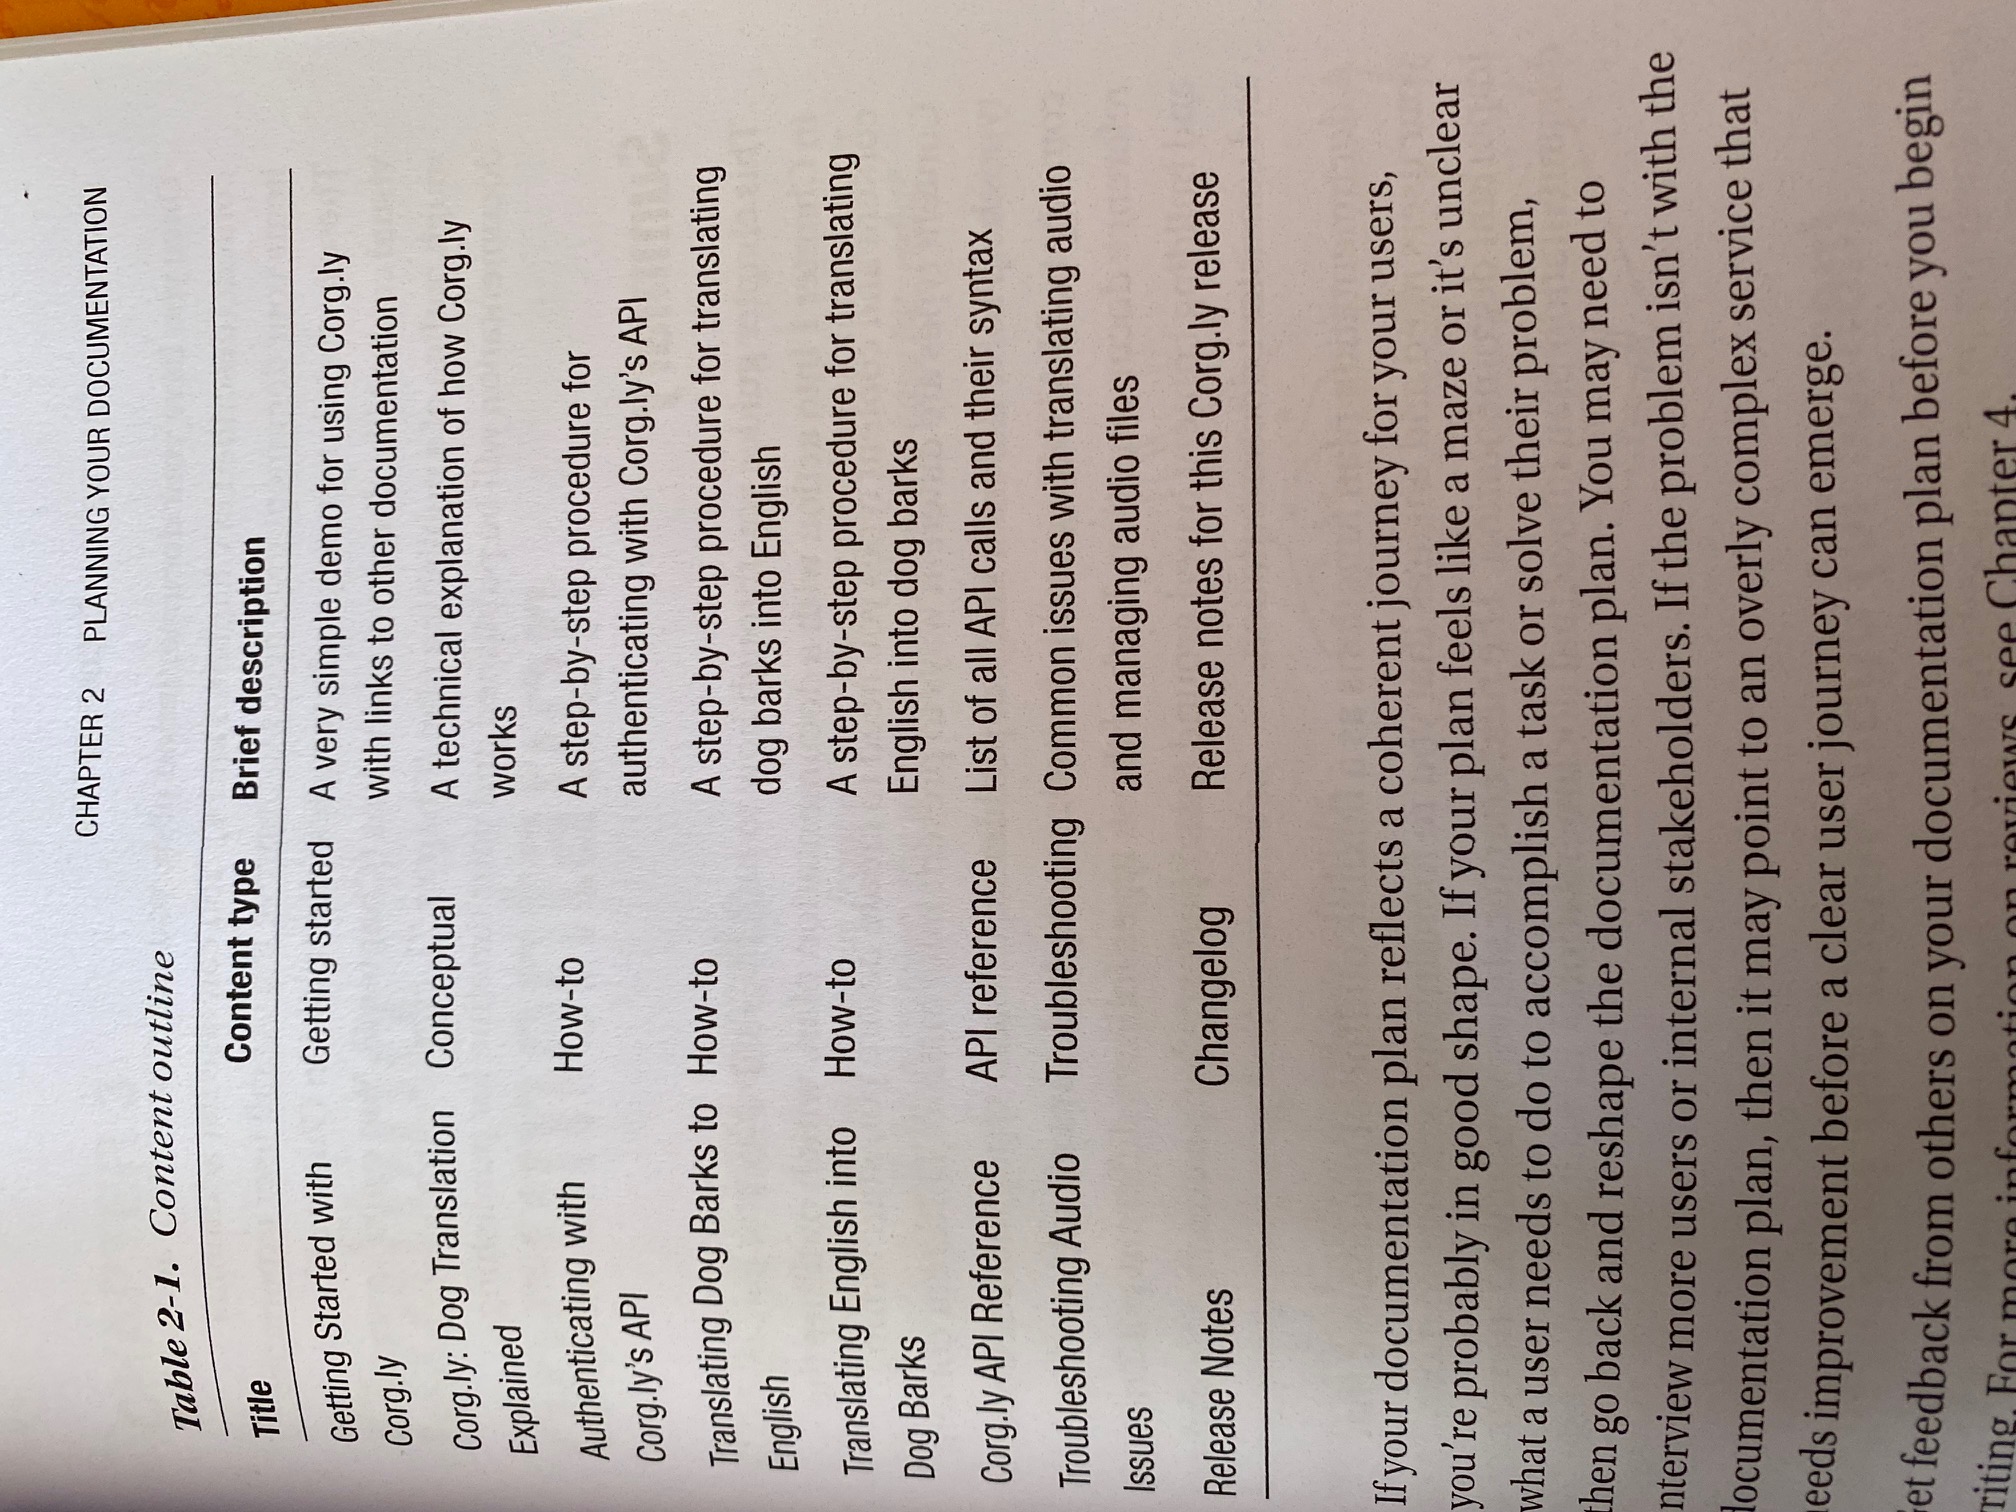 CHAPTER 2 PLANNING YOUR DOCUMENTATION
Table 2-1. Content outline
Title Content type Brief description
Getting Started with Getting started A very simple demo for using Corg.ly
Corg.ly with links to other documentation
Corg.ly: Dog Translation Conceptual A technical explanation of how Corg.ly
Explained works
Authenticating with How-to A step-by-step procedure for
Corg.ly's API authenticating with Corg.ly's API
Translating Dog Barks to How-to A step-by-step procedure for translating
English dog barks into English
Translating English into How-to A step-by-step procedure for translating
Dog Barks English into dog barks
Corg.ly API Reference API reference List of all API calls and their syntax
Troubleshooting Audio Troubleshooting Common issues with translating audio
Issues and managing audio files
Release Notes Changelog Release notes for this Corg.ly release
If your documentation plan reflects a coherent journey for your users,
you're probably in good shape. If your plan feels like a maze or it's unclear
what a user needs to do to accomplish a task or solve their problem,
then go back and reshape the documentation plan. You may need to
nterview more users or internal stakeholders. If the problem isn't with the
documentation plan, then it may point to an overly complex service that
eeds improvement before a clear user journey can emerge.
et feedback from others on your documentation plan before you begin
riting. For more information on reviews, see Chapter 4.